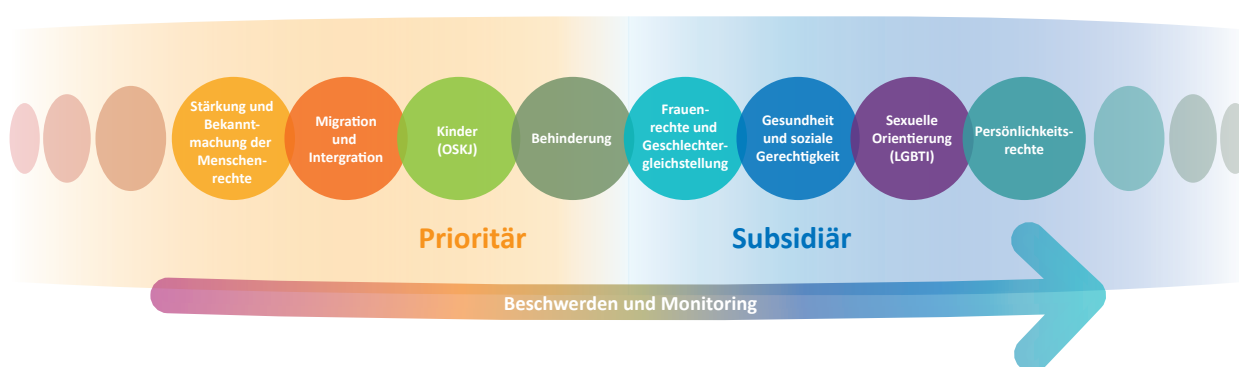 Stärkung und
Bekannt-
machung der
Menschen-
rechte
Migration
und
Intergration
Kinder
(OSKJ)
Behinderung
Frauen-
rechte und
Geschlechter-
gleichstellung
Gesundheit
und soziale
Gerechtigkeit
Sexuelle
Orientierung
(LGBTI)
Persönlichkeits-
rechte
Prioritär
Subsidiär
Beschwerden und Monitoring